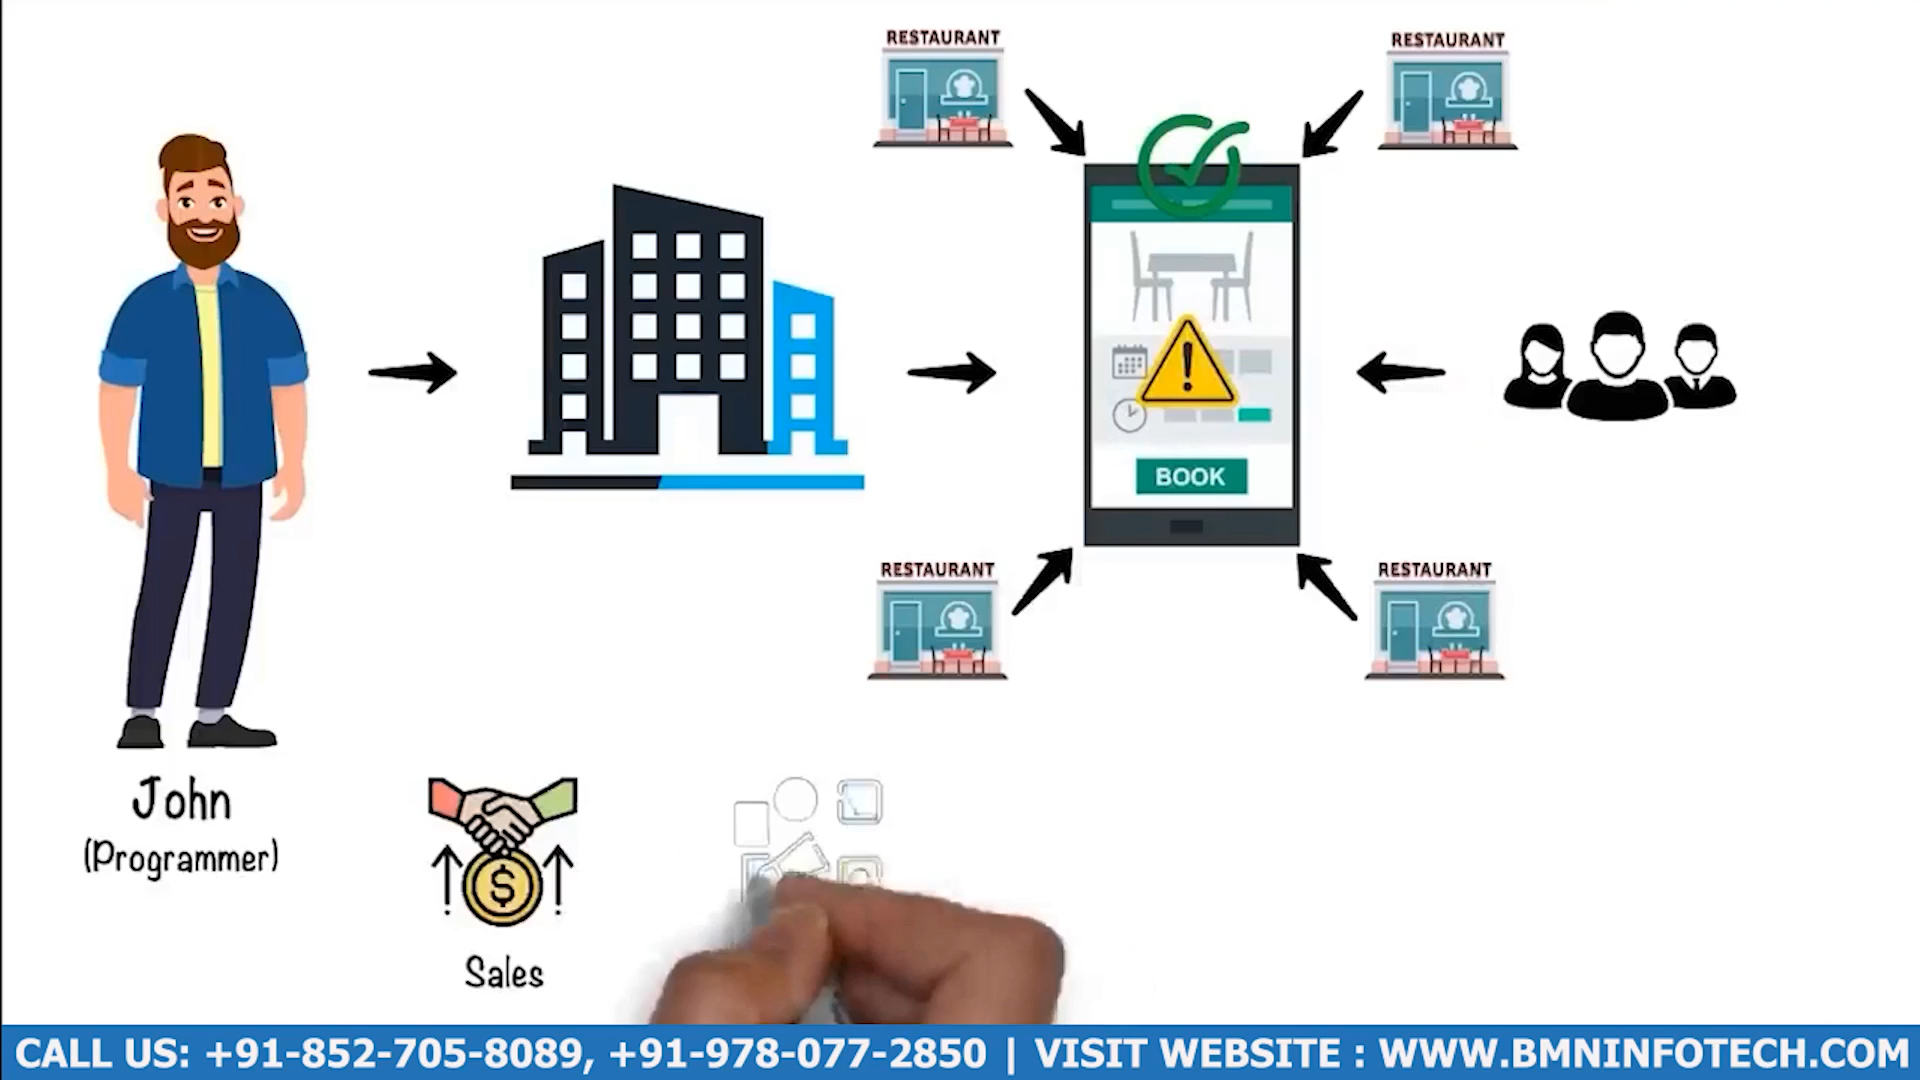 RESTAURANT
RESTAURANT
BOOK
RESTAURANT
RESTAURANT
John
(Programmer)
$
Sales
CALL US: +91-852-705-8089, +91-978-077-2850 | VISIT WEBSITE : WWW.BMNINFOTECH.COM